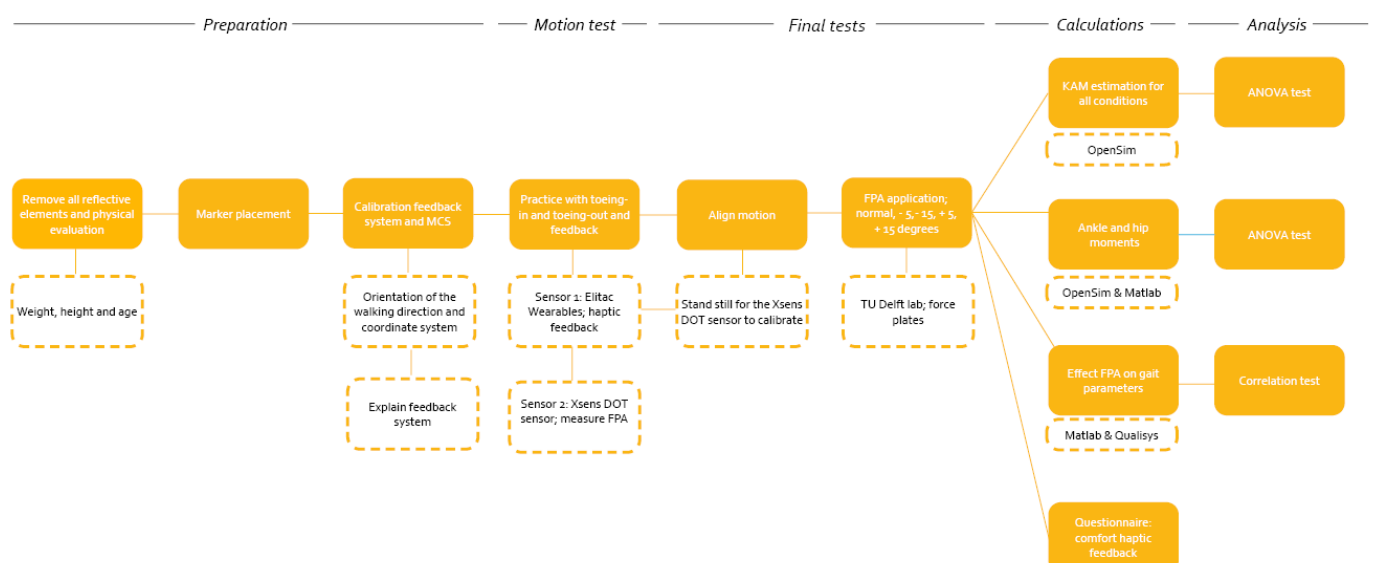 Preparation
Motion test
Final tests
Calculations
Analysis
Remove all reflective
elements and physical
evaluation
Weight, height and age
Marker placement
Calibration feedback
system and MCS
Orientation of the
walking direction and
coordinate system
Explain feedback
system
Practice with toeing-
in and toeing-out and
feedback
Sensor 1: Elitac
Wearables; haptic
feedback
Sensor 2: Xsens DOT
sensor; measure FPA
Align motion
Stand still for the Xsens
DOT sensor to calibrate
FPA application;
normal, - 5,- 15, + 5,
+ 15 degrees
TU Delft lab; force
plates
KAM estimation for
all conditions
OpenSim
ANOVA test
Ankle and hip
moments
OpenSim & Matlab
ANOVA test
Effect FPA on gait
parameters
Matlab & Qualisys
Correlation test
Questionnaire:
comfort haptic
feedback